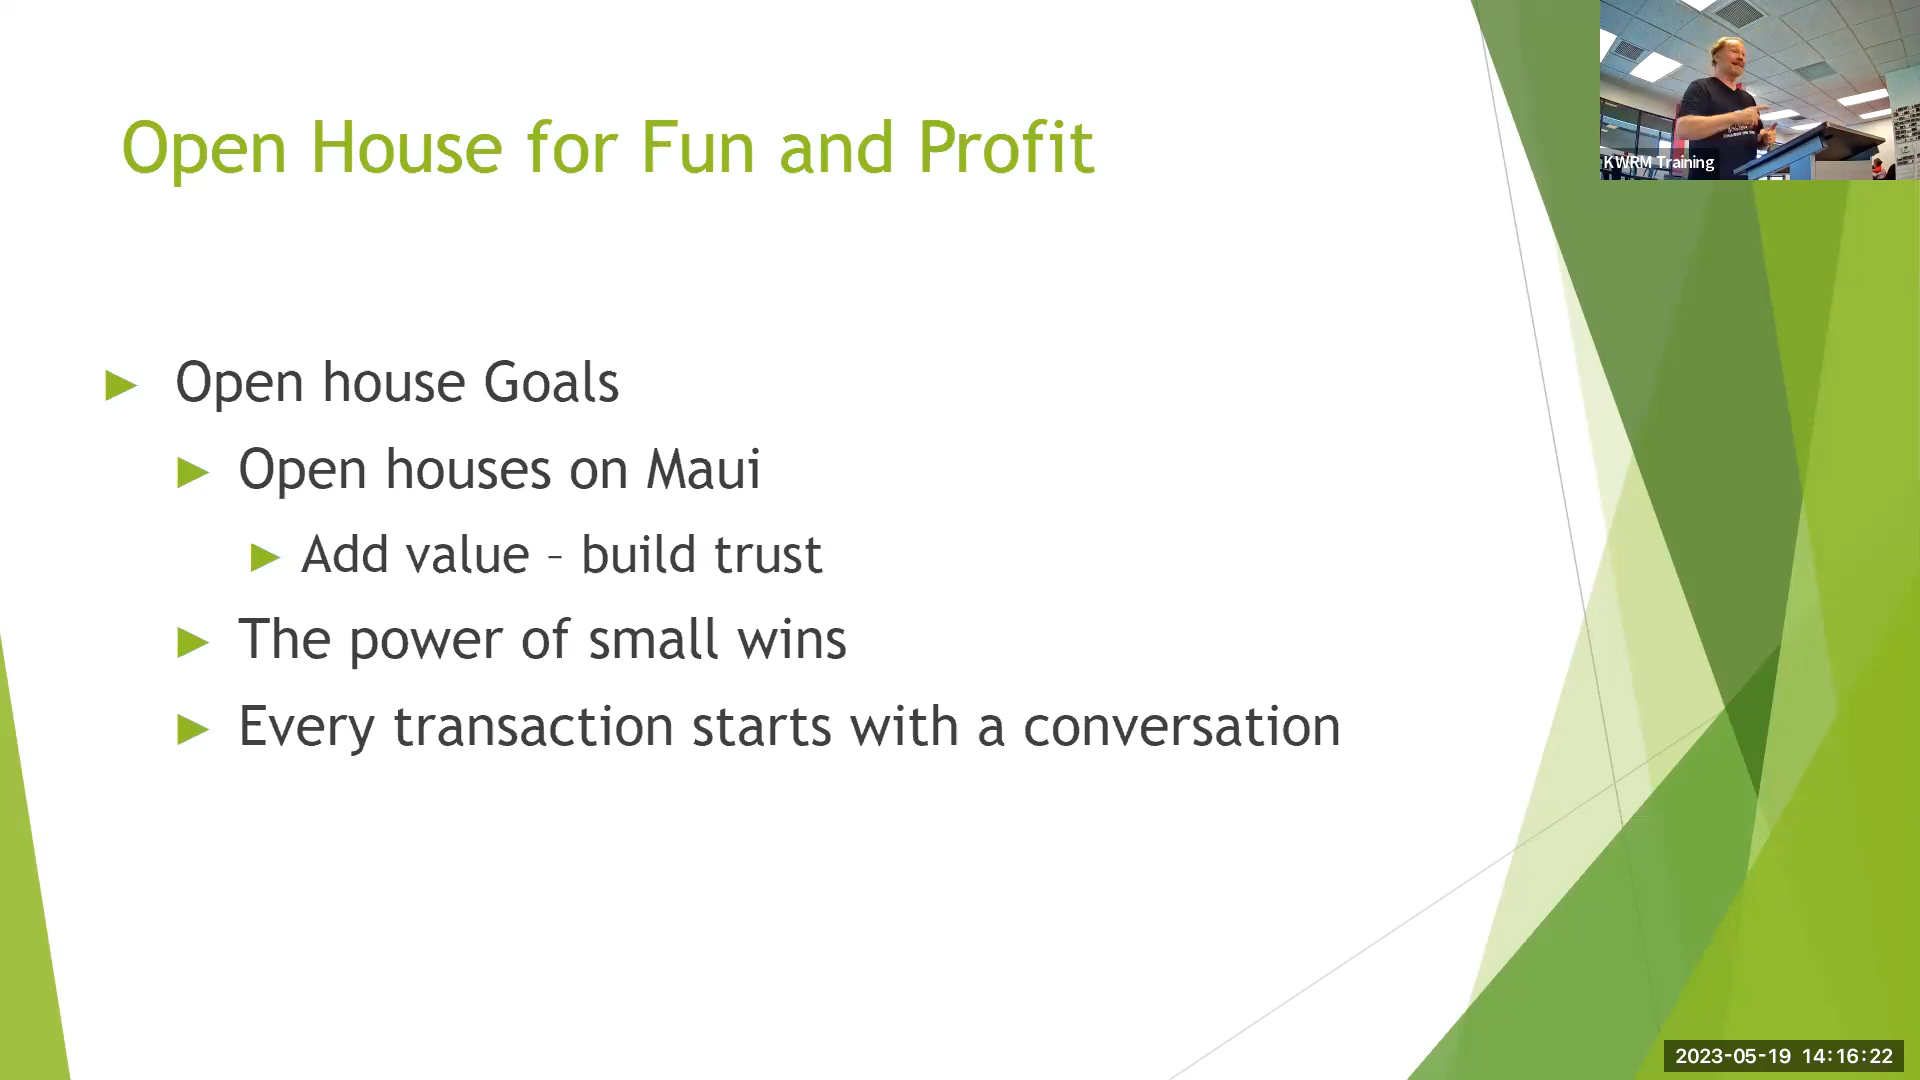 Open House for Fun and Profit
Open house Goals
Open houses on Maui
Add value – build trust
The power of small wins
Every transaction starts with a conversation
KWRM Training
2023-05-19 14:16:22